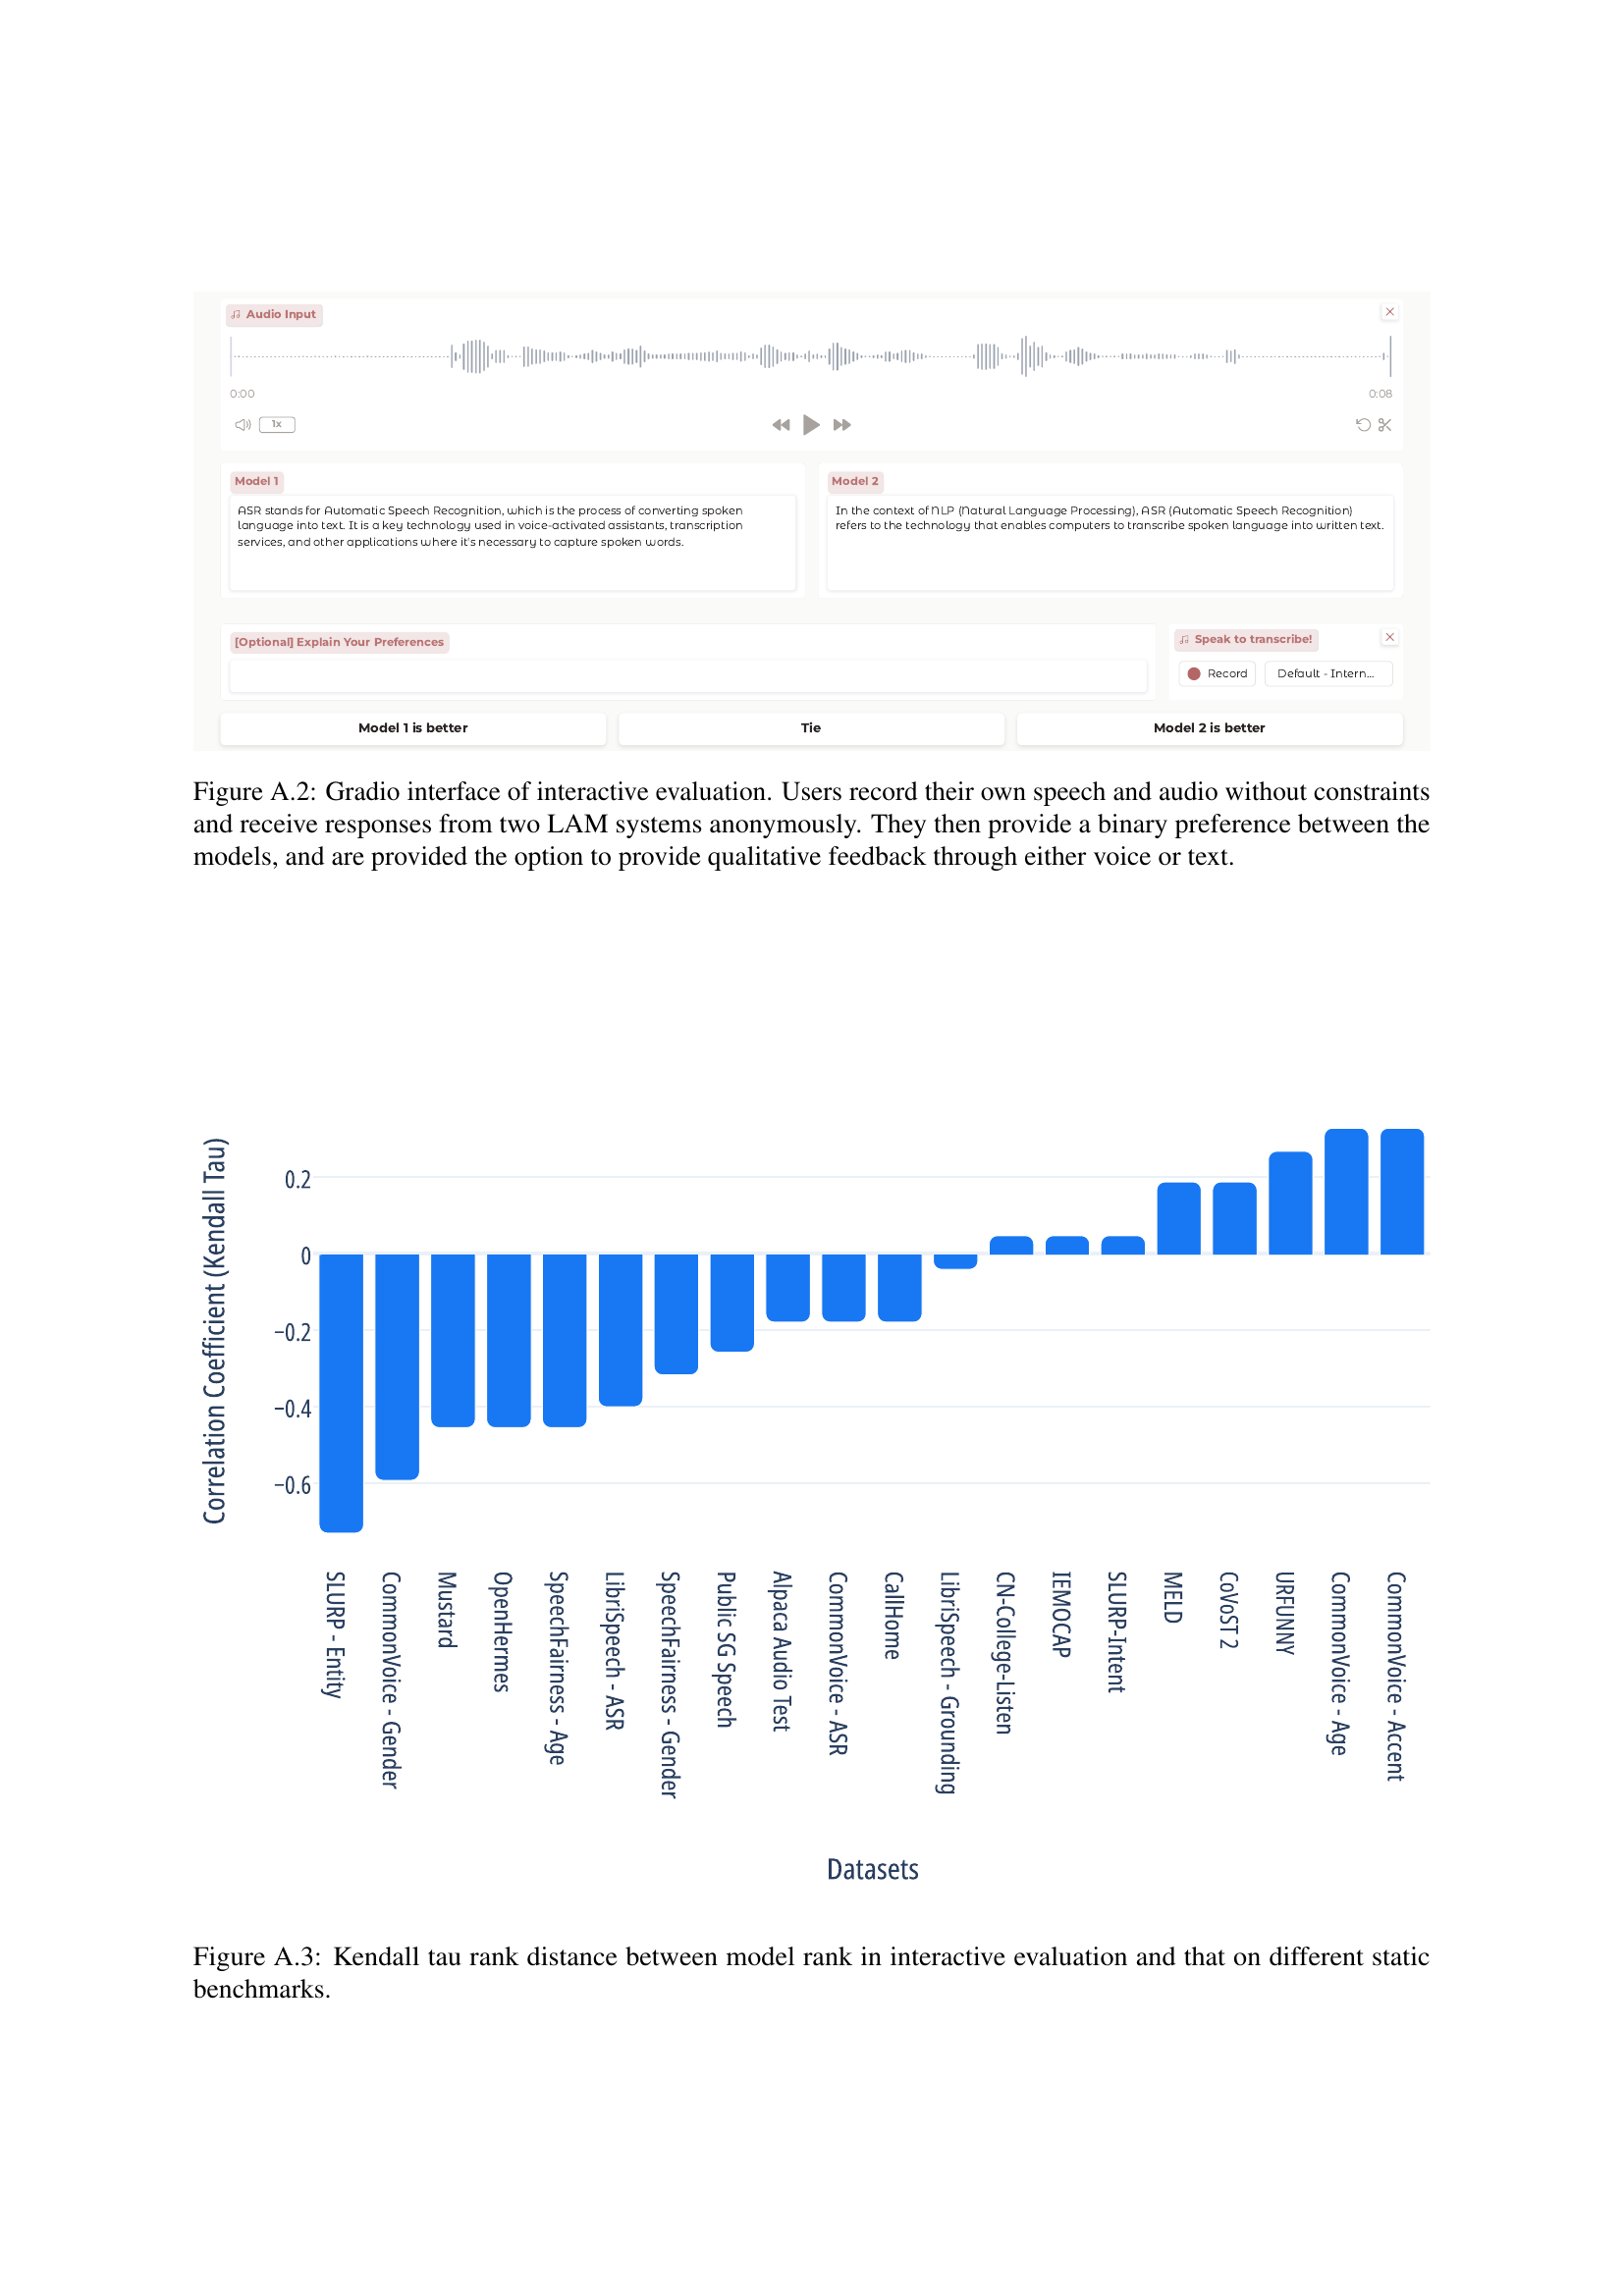 Audio Input
0:00
0:08
1x
Model 1
ASR stands for Automatic Speech Recognition, which is the process of converting spoken
language into text. It is a key technology used in voice-activated assistants, transcription
services, and other applications where it's necessary to capture spoken words.
Model 2
In the context of NLP (Natural Language Processing), ASR (Automatic Speech Recognition)
refers to the technology that enables computers to transcribe spoken language into written text.
[Optional] Explain Your Preferences
Speak to transcribe!
Record
Default - Intern...
Model 1 is better
Tie
Model 2 is better
Figure A.2: Gradio interface of interactive evaluation. Users record their own speech and audio without constraints
and receive responses from two LAM systems anonymously. They then provide a binary preference between the
models, and are provided the option to provide qualitative feedback through either voice or text.
Correlation Coefficient (Kendall Tau)
0.2
0
−0.2
−0.4
−0.6
SLURP - Entity
CommonVoice - Gender
Mustard
OpenHermes
SpeechFairness - Age
LibriSpeech - ASR
SpeechFairness - Gender
Public SG Speech
Alpaca Audio Test
CommonVoice - ASR
CallHome
LibriSpeech - Grounding
CN-College-Listen
IEMOCAP
SLURP-Intent
MELD
CoVoST 2
URFUNNY
CommonVoice - Age
CommonVoice - Accent
Datasets
Figure A.3: Kendall tau rank distance between model rank in interactive evaluation and that on different static
benchmarks.